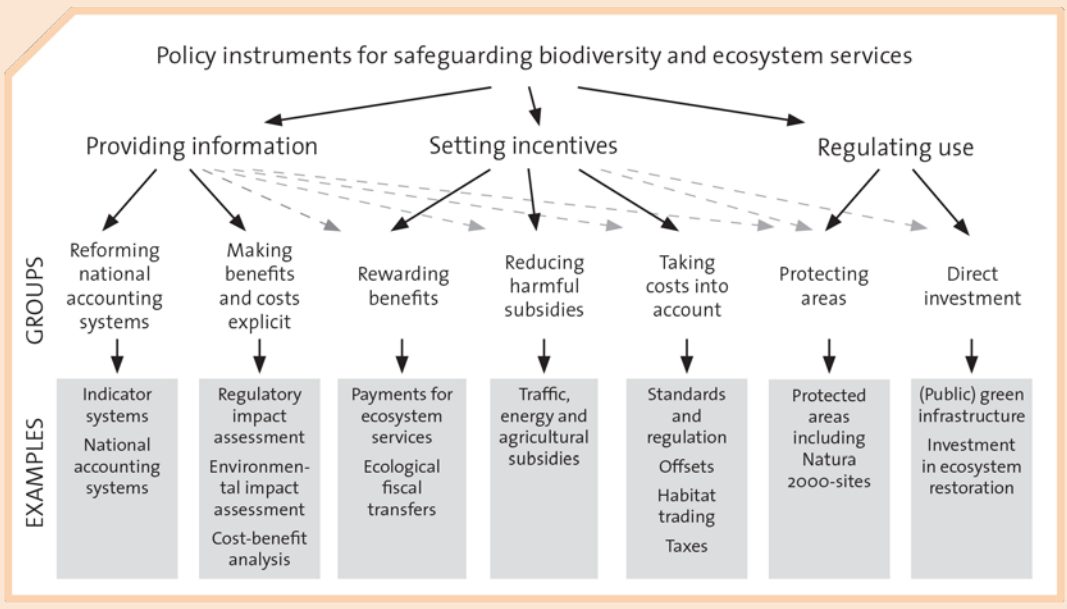 Policy instruments for safeguarding biodiversity and ecosystem services
Providing information
Setting incentives
Regulating use
GROUPS
Reforming
national
accounting
systems
Making
benefits
and costs
explicit
Rewarding
benefits
Reducing
harmful
subsidies
Taking
costs into
account
Protecting
areas
Direct
investment
EXAMPLES
Indicator
systems
National
accounting
systems
Regulatory
impact
assessment
Environmen-
tal impact
assessment
Cost-benefit
analysis
Payments for
ecosystem
services
Ecological
fiscal
transfers
Traffic,
energy and
agricultural
subsidies
Standards
and
regulation
Offsets
Habitat
trading
Taxes
Protected
areas
including
Natura
2000-sites
(Public) green
infrastructure
Investment
in ecosystem
restoration